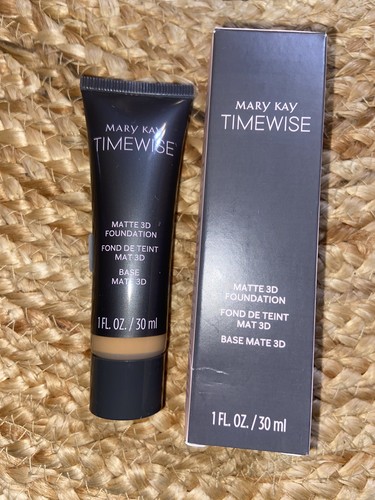 MARY KAY
TIMEWISE
MATTE 3D
FOUNDATION
FOND DE TEINT
MAT 3D
BASE
MATE 3D
1 FL. OZ. / 30 ml
MARY KAY
TIMEWISE
MATTE 3D
FOUNDATION
FOND DE TEINT
MAT 3D
BASE MATE 3D
1 FL. OZ. / 30 ml